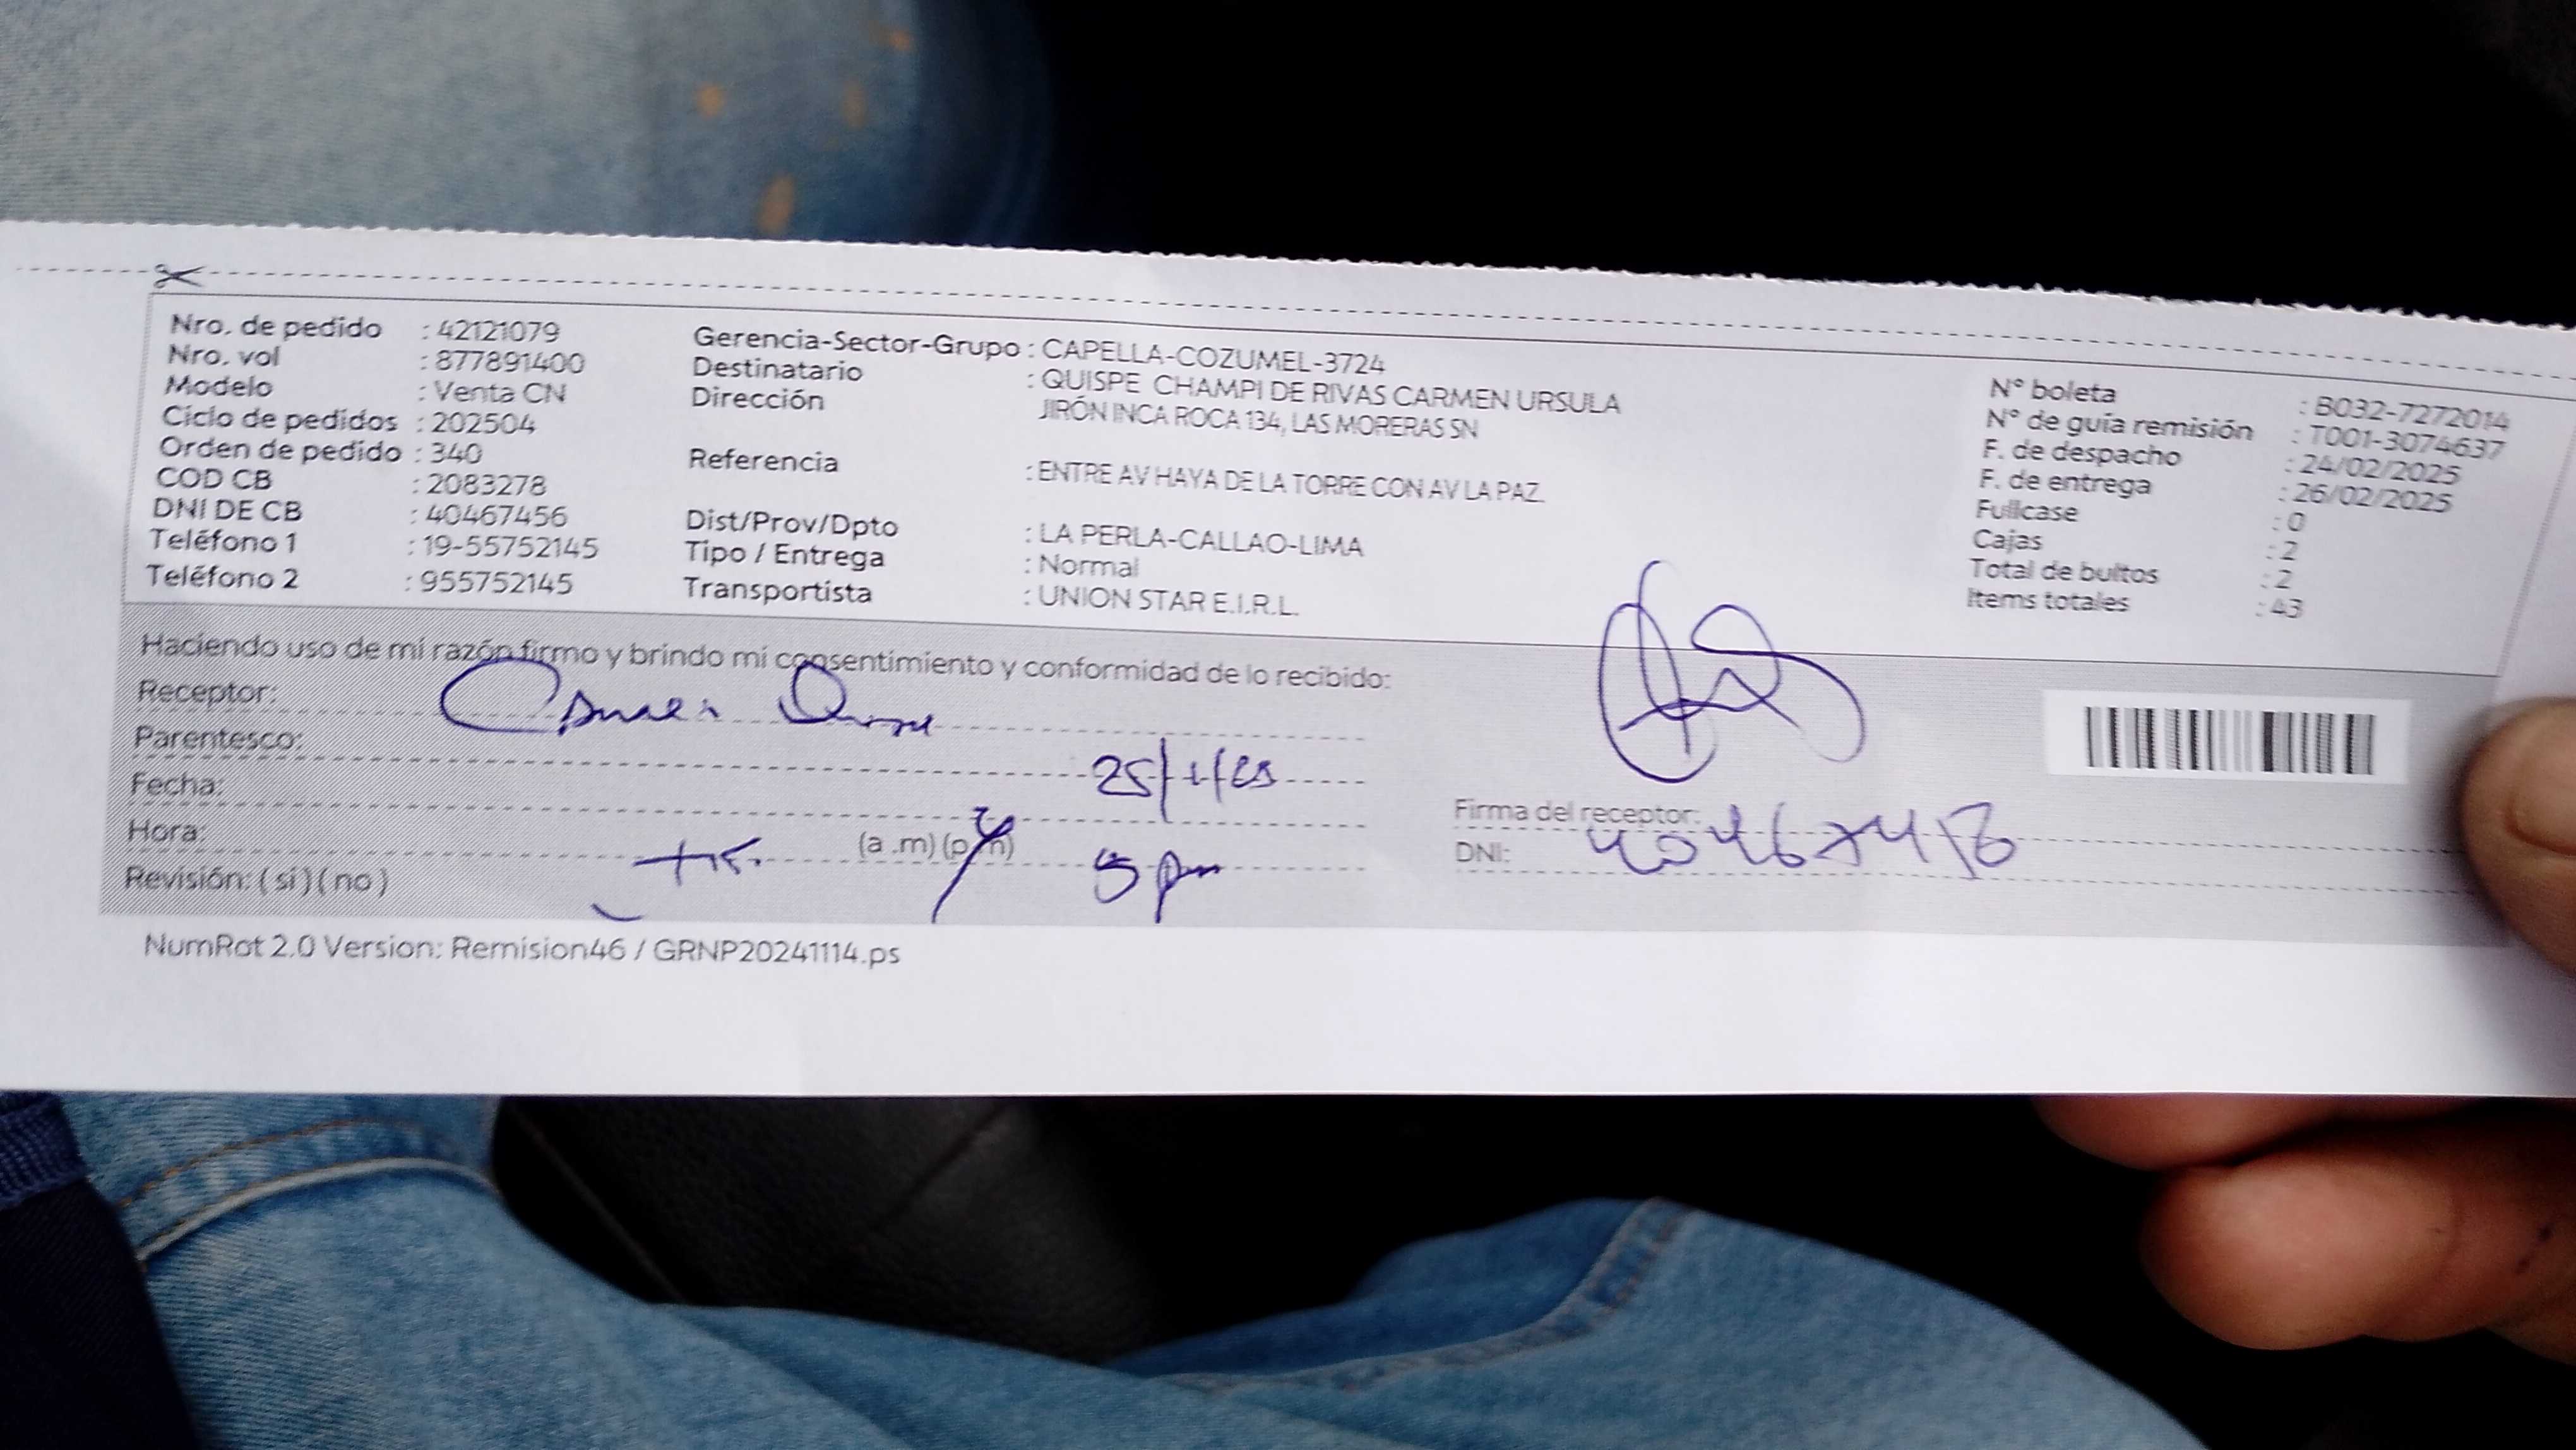 Nro. de pedido : 42121079
Nro. vol : 877891400
Modelo : Venta CN
Ciclo de pedidos : 202504
Orden de pedido : 340
COD CB : 2083278
DNI DE CB : 40467456
Teléfono 1 : 19-55752145
Teléfono 2 : 955752145
Gerencia-Sector-Grupo : CAPELLA-COZUMEL-3724
Destinatario : QUISPE CHAMPI DE RIVAS CARMEN URSULA
Dirección JIRÓN INCA ROCA 134, LAS MORERAS SN
Referencia : ENTRE AV HAYA DE LA TORRE CON AV LA PAZ.
Dist/Prov/Dpto : LA PERLA-CALLAO-LIMA
Tipo / Entrega : Normal
Transportista : UNION STAR E.I.R.L.
N° boleta : B032-7272014
N° de guía remisión : T001-3074637
F. de despacho : 24/02/2025
F. de entrega : 26/02/2025
Fullcase : 0
Cajas : 2
Total de bultos : 2
Items totales : 43
Haciendo uso de mi razón firmo y brindo mi consentimiento y conformidad de lo recibido:
Receptor:
Parentesco:
Fecha:
Hora: (a .m) (p.m) 5 pm
Revisión: ( si ) ( no )
Firma del receptor:
DNI:
NumRot 2.0 Version: Remision46 / GRNP20241114.ps